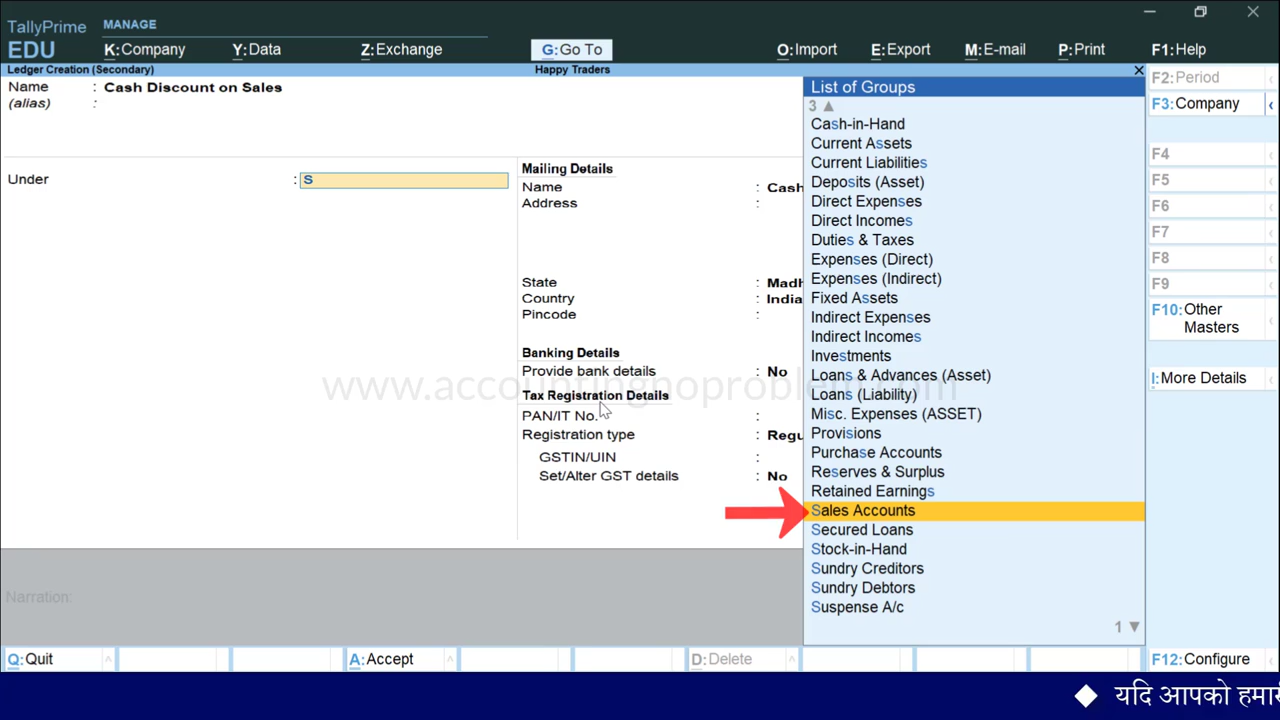 TallyPrime MANAGE
EDU K:Company Y:Data Z:Exchange G:Go To O:Import E:Export M:E-mail P:Print F1:Help
Ledger Creation (Secondary) Happy Traders
Name : Cash Discount on Sales
(alias) :
Under : S
Mailing Details
Name : Cash
Address :
State : Madh
Country : India
Pincode :
Banking Details
Provide bank details : No
Tax Registration Details
PAN/IT No. :
Registration type : Regu
GSTIN/UIN :
Set/Alter GST details : No
www.accountingnoproblem.com
List of Groups
3 ▲
Cash-in-Hand
Current Assets
Current Liabilities
Deposits (Asset)
Direct Expenses
Direct Incomes
Duties & Taxes
Expenses (Direct)
Expenses (Indirect)
Fixed Assets
Indirect Expenses
Indirect Incomes
Investments
Loans & Advances (Asset)
Loans (Liability)
Misc. Expenses (ASSET)
Provisions
Purchase Accounts
Reserves & Surplus
Retained Earnings
Sales Accounts
Secured Loans
Stock-in-Hand
Sundry Creditors
Sundry Debtors
Suspense A/c
1 ▼
F2:Period
F3:Company
F4
F5
F6
F7
F8
F9
F10:Other
Masters
I:More Details
F12:Configure
Narration:
Q:Quit A:Accept D:Delete
◆ यदि आपको हमारी